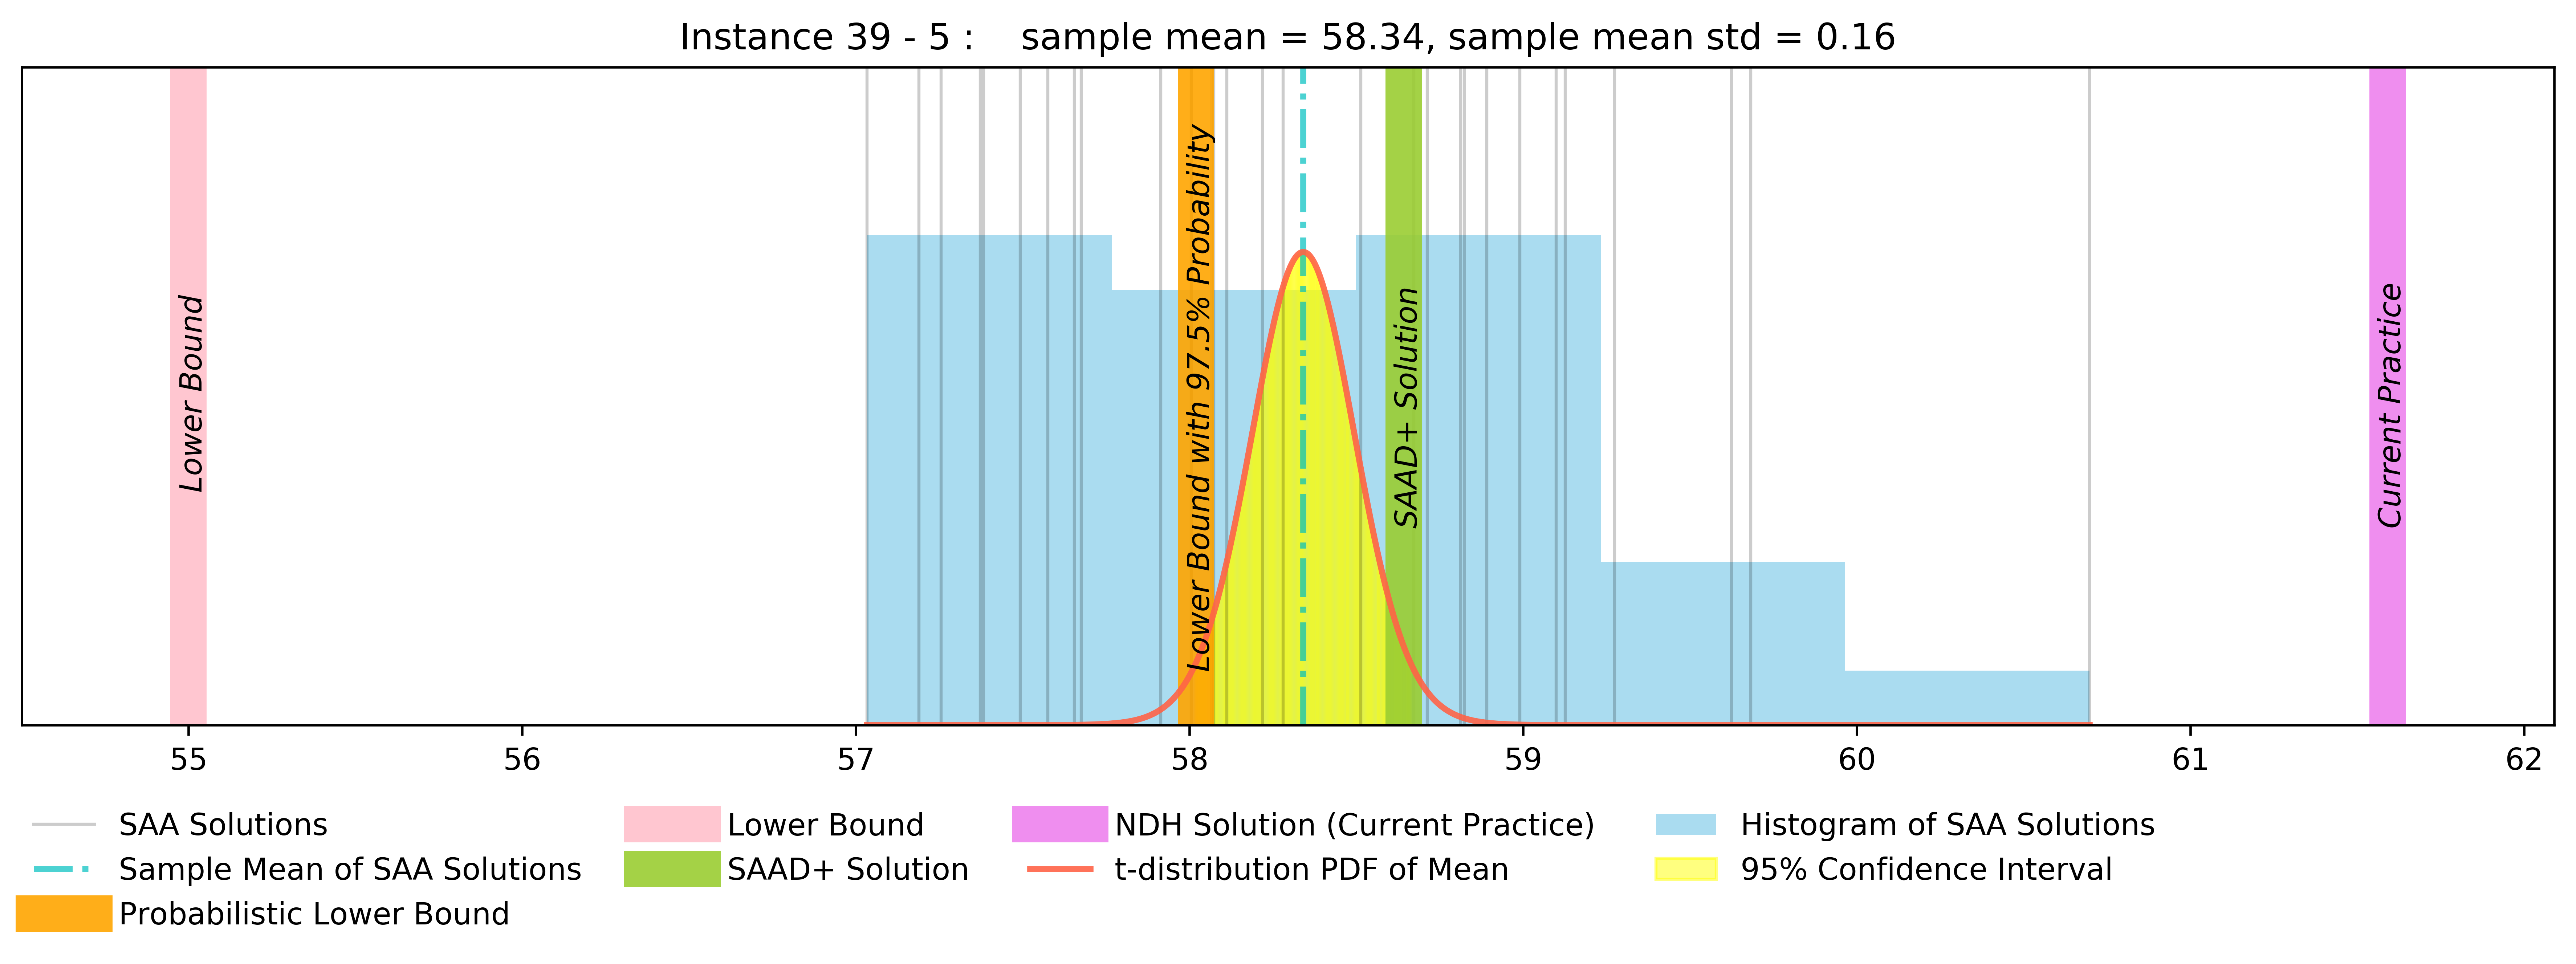 Instance 39 - 5 :    sample mean = 58.34, sample mean std = 0.16
Lower Bound
Lower Bound with 97.5% Probability
SAAD+ Solution
Current Practice
55 56 57 58 59 60 61 62
SAA Solutions
Sample Mean of SAA Solutions
Probabilistic Lower Bound
Lower Bound
SAAD+ Solution
NDH Solution (Current Practice)
t-distribution PDF of Mean
Histogram of SAA Solutions
95% Confidence Interval